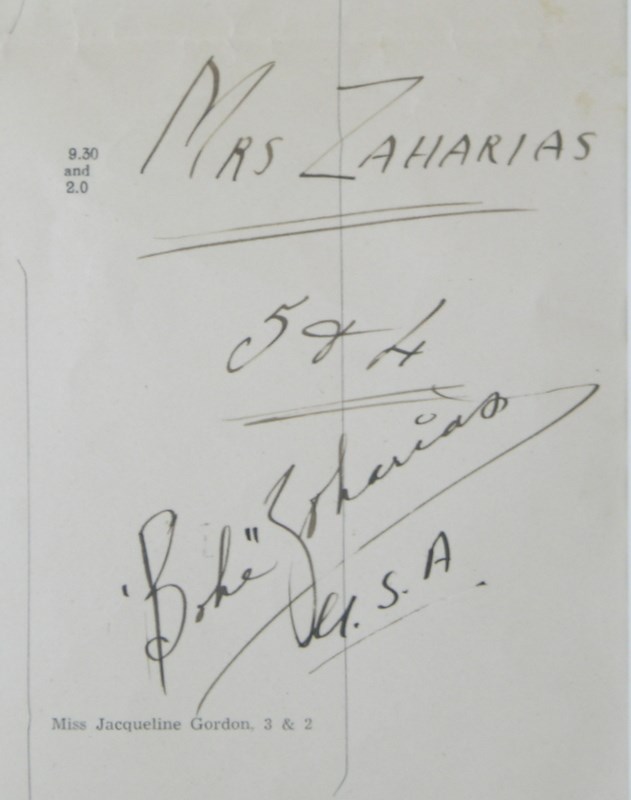 9.30
and
2.0
MRS ZAHARIAS
5 & 4
"Babe" Zaharias
U.S.A.
Miss Jacqueline Gordon, 3 & 2